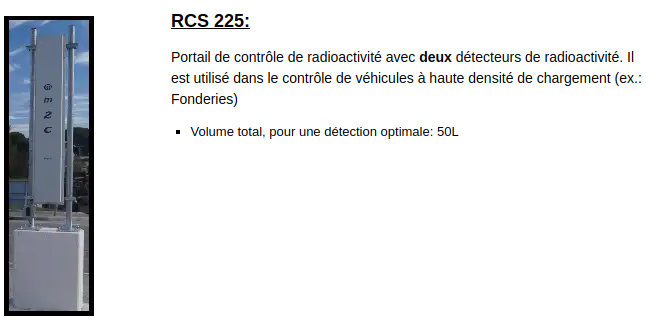 RCS 225:
Portail de contrôle de radioactivité avec deux détecteurs de radioactivité. Il
est utilisé dans le contrôle de véhicules à haute densité de chargement (ex.:
Fonderies)
▪ Volume total, pour une détection optimale: 50L
m
2
c